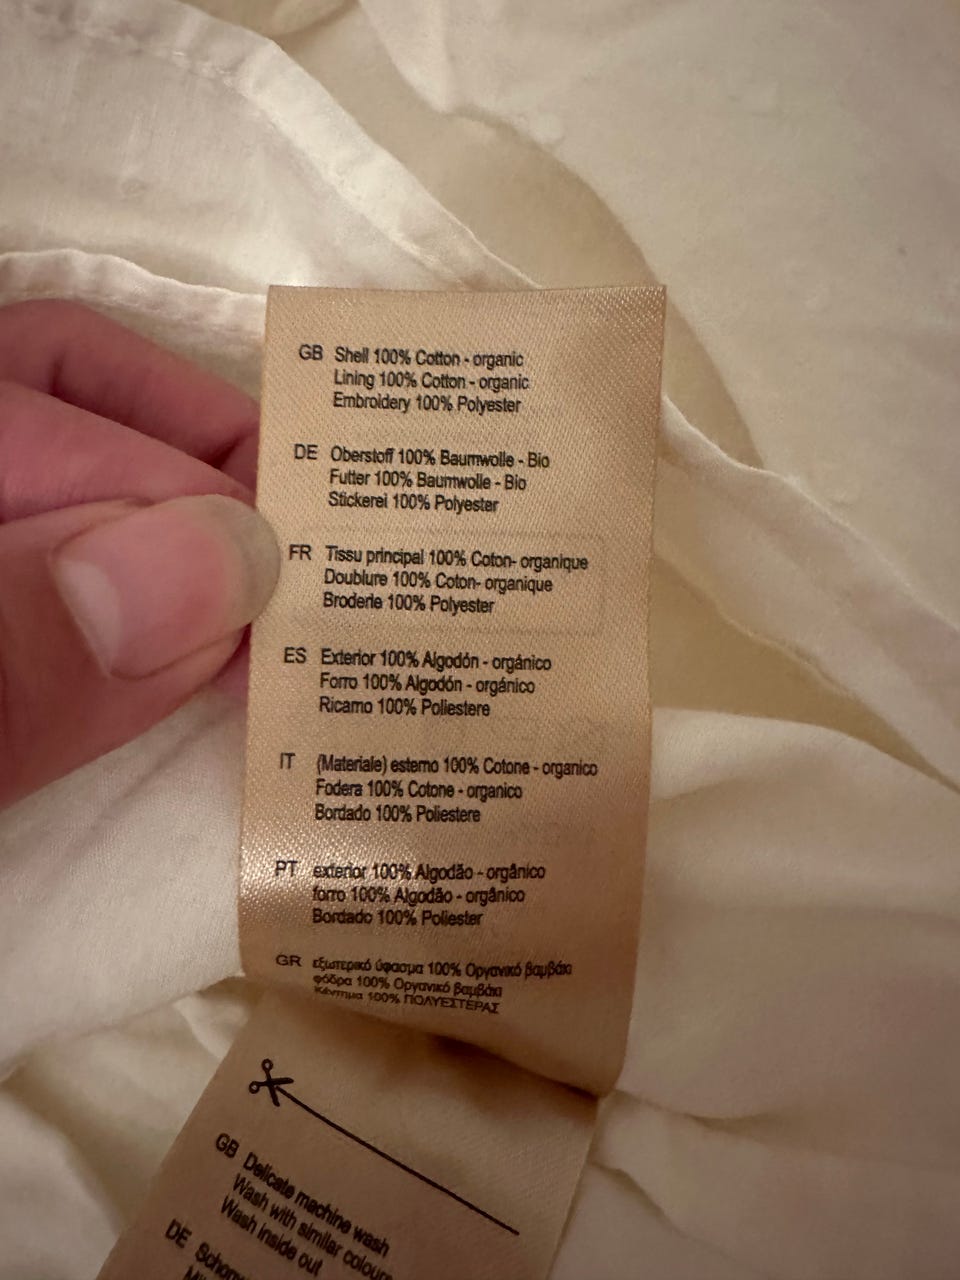 GB Shell 100% Cotton - organic
Lining 100% Cotton - organic
Embroidery 100% Polyester
DE Oberstoff 100% Baumwolle - Bio
Futter 100% Baumwolle - Bio
Stickerei 100% Polyester
FR Tissu principal 100% Coton- organique
Doublure 100% Coton- organique
Broderie 100% Polyester
ES Exterior 100% Algodón - orgánico
Forro 100% Algodón - orgánico
Ricamo 100% Poliestere
IT (Materiale) esterno 100% Cotone - organico
Fodera 100% Cotone - organico
Bordado 100% Poliestere
PT exterior 100% Algodão - orgânico
forro 100% Algodão - orgânico
Bordado 100% Poliester
GR εξωτερικό ύφασμα 100% Οργανικό βαμβάκι
φόδρα 100% Οργανικό βαμβάκι
Κέντημα 100% ΠΟΛΥΕΣΤΕΡΑΣ
GB Delicate machine wash
Wash with similar colours
Wash inside out
DE